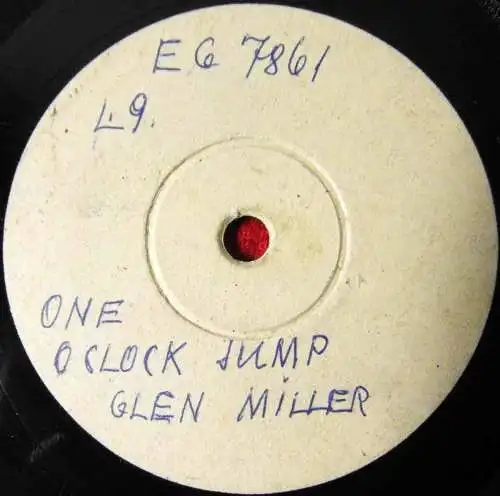 EG 7861
L9.
ONE
OCLOCK JUMP
GLEN MILLER